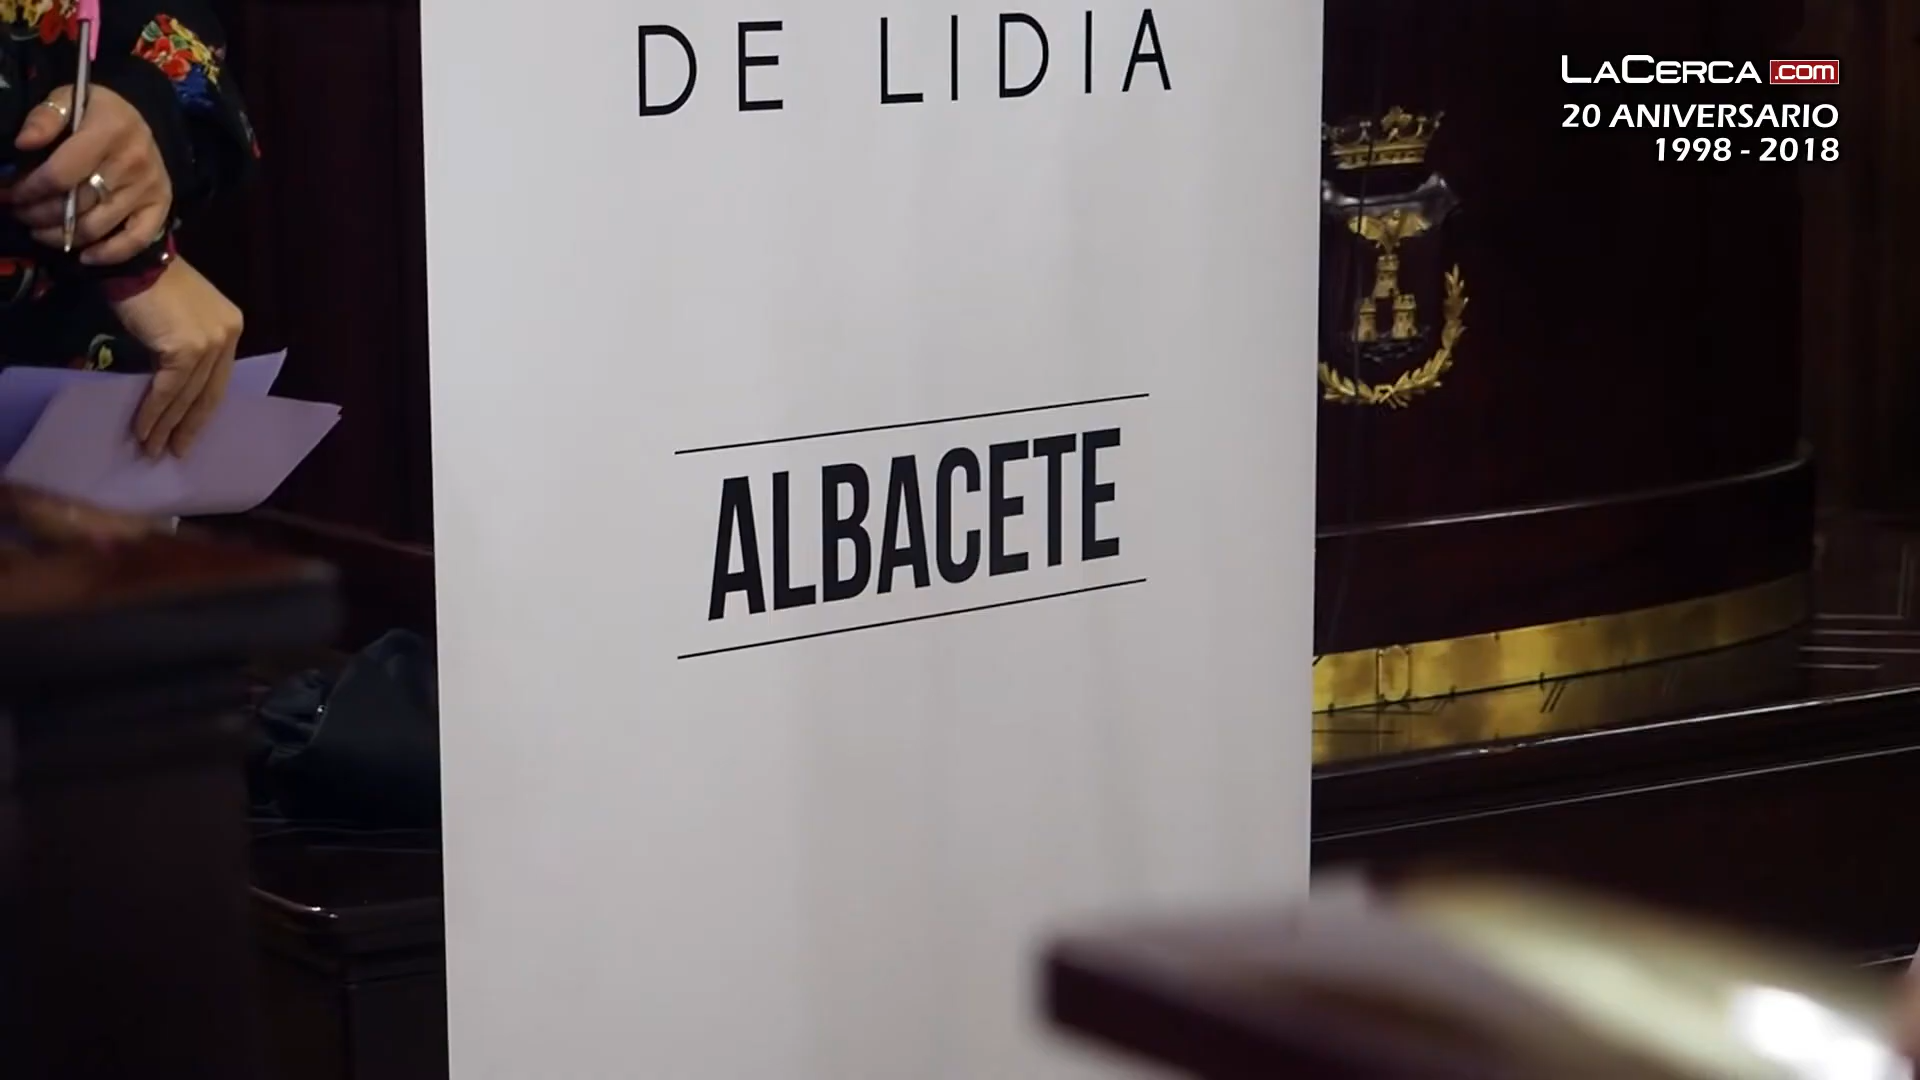 DE LIDIA
ALBACETE
LACERCA.COM
20 ANIVERSARIO
1998 - 2018